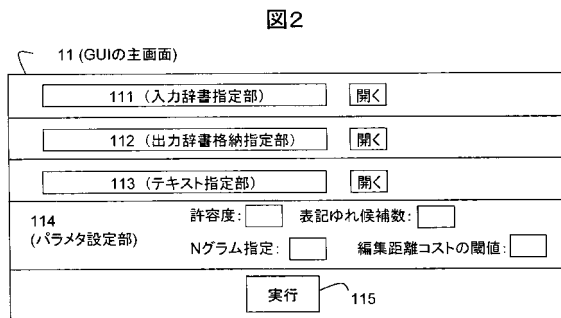 図2
11 (GUIの主画面)
111 (入力辞書指定部) 開く
112 (出力辞書格納指定部) 開く
113 (テキスト指定部) 開く
114 許容度: 表記ゆれ候補数:
(パラメタ設定部) Nグラム指定: 編集距離コストの閾値:
実行 115